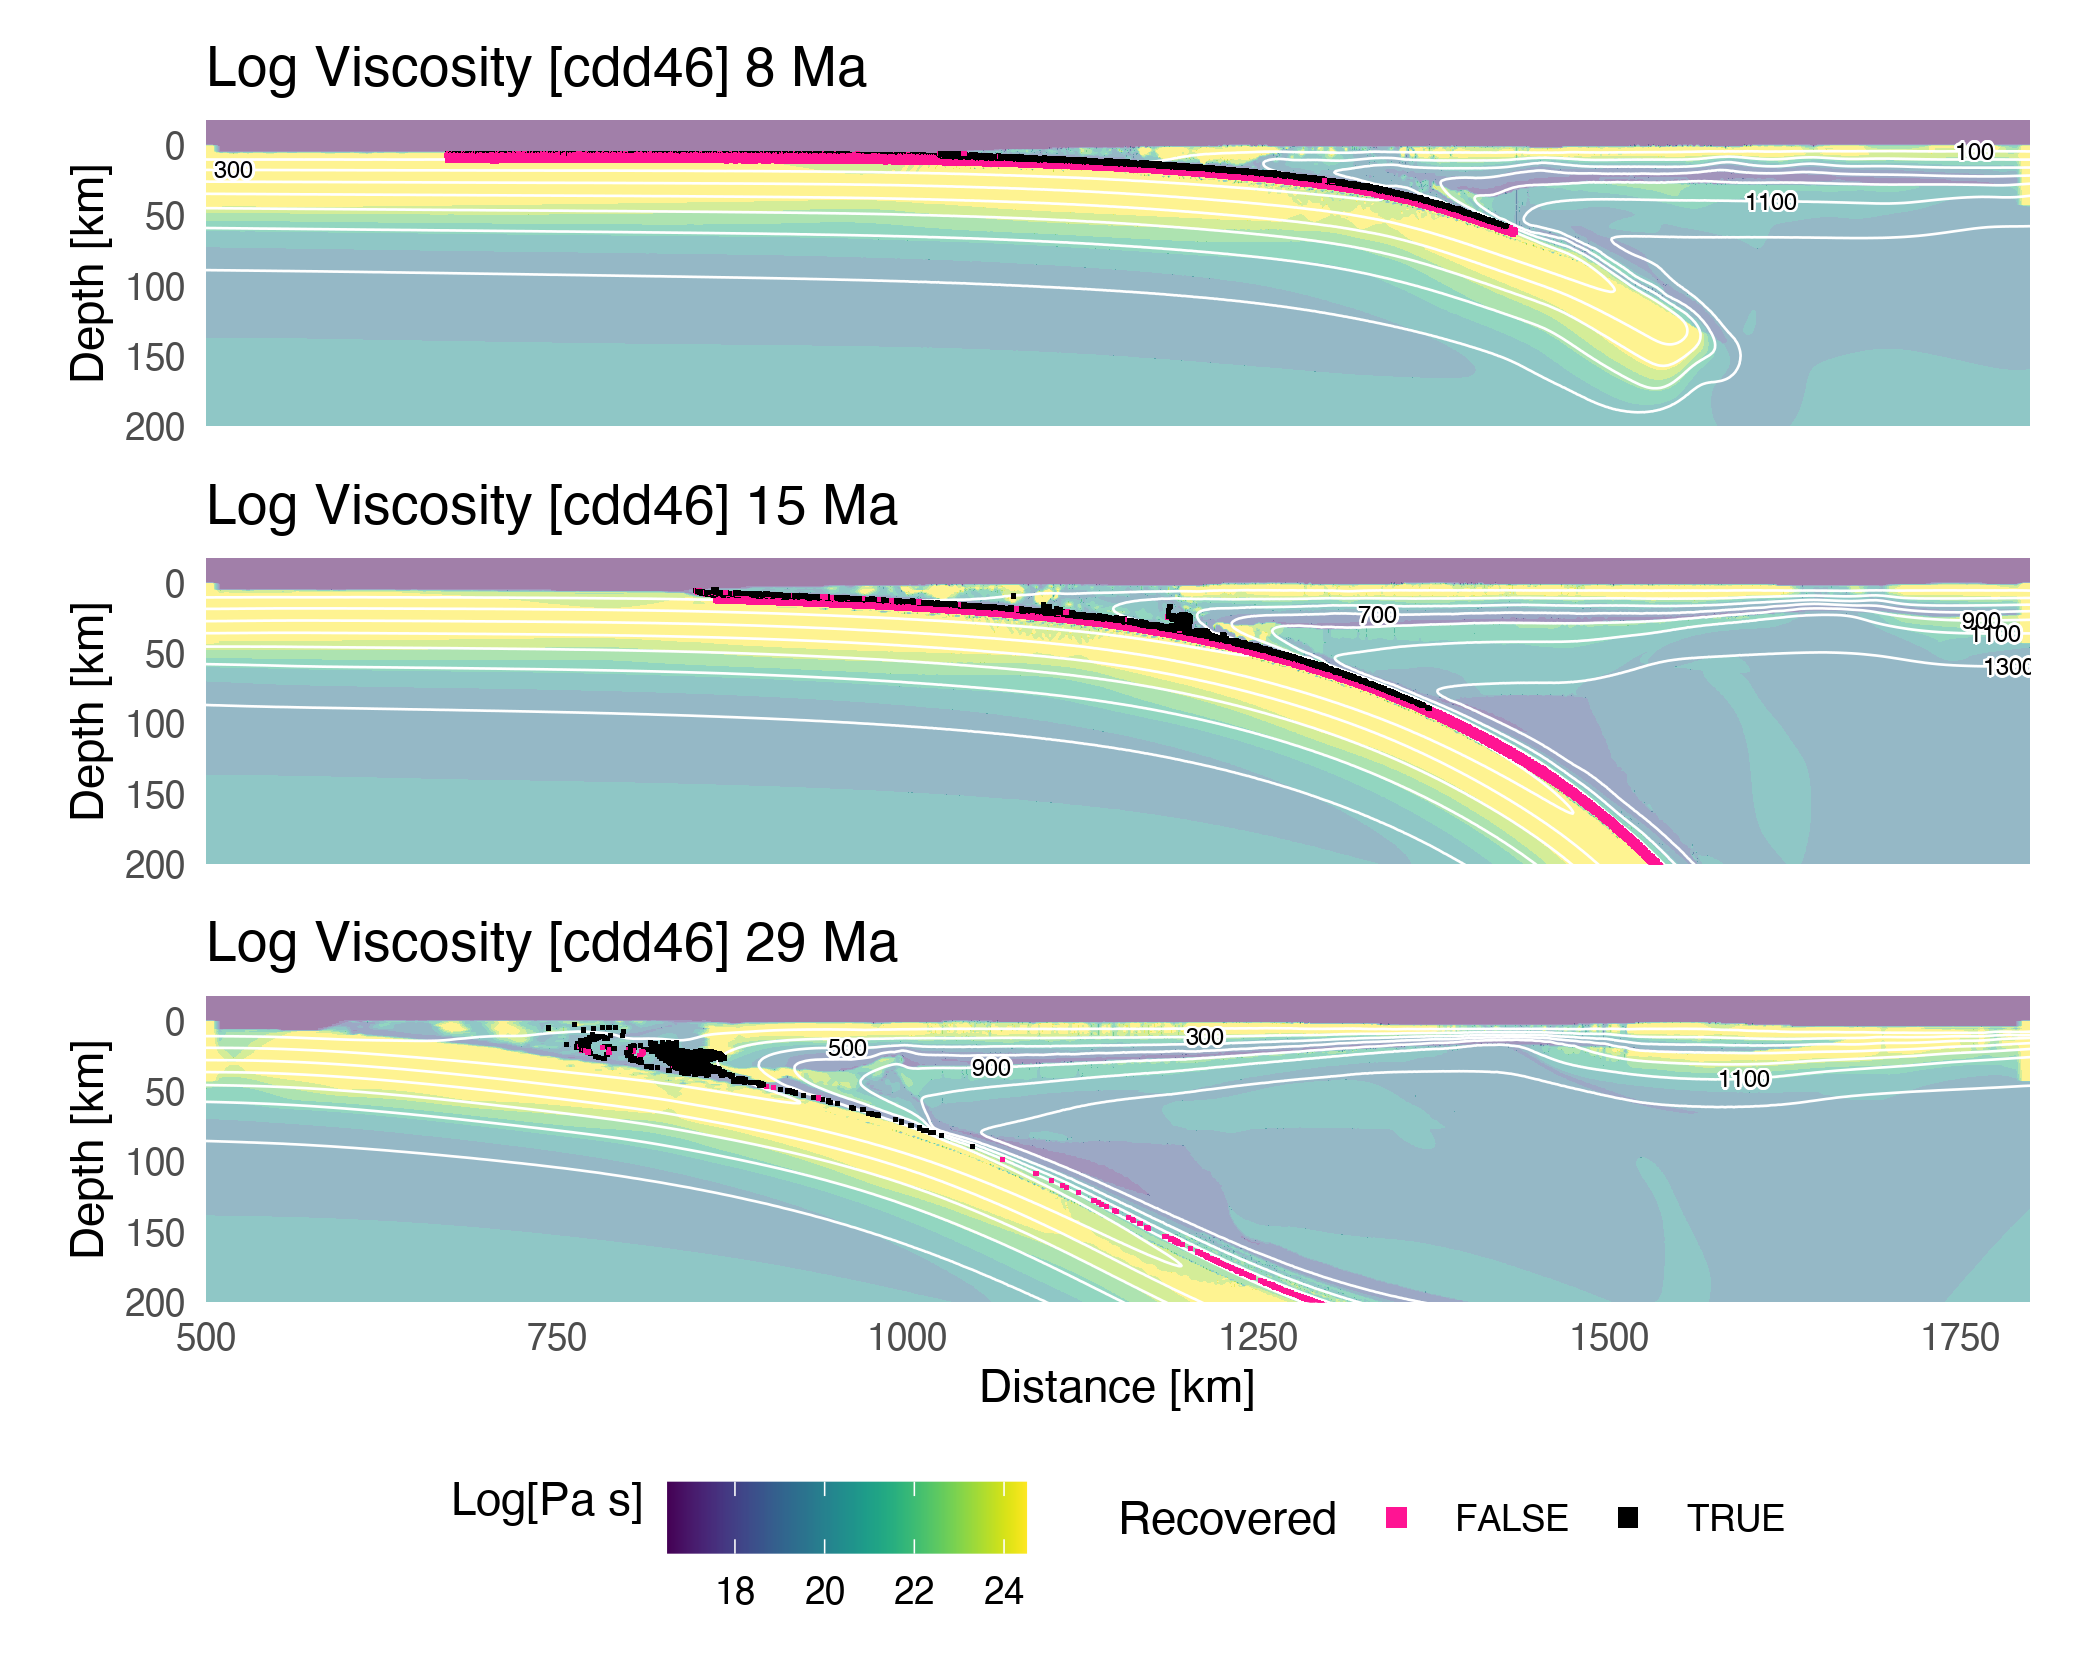 Log Viscosity [cdd46] 8 Ma
Depth [km]
0
50
100
150
200
300
100
1100
Log Viscosity [cdd46] 15 Ma
Depth [km]
0
50
100
150
200
700
900
1100
1300
Log Viscosity [cdd46] 29 Ma
Depth [km]
0
50
100
150
200
500
900
300
1100
500 750 1000 1250 1500 1750
Distance [km]
Log[Pa s]
18 20 22 24
Recovered FALSE TRUE